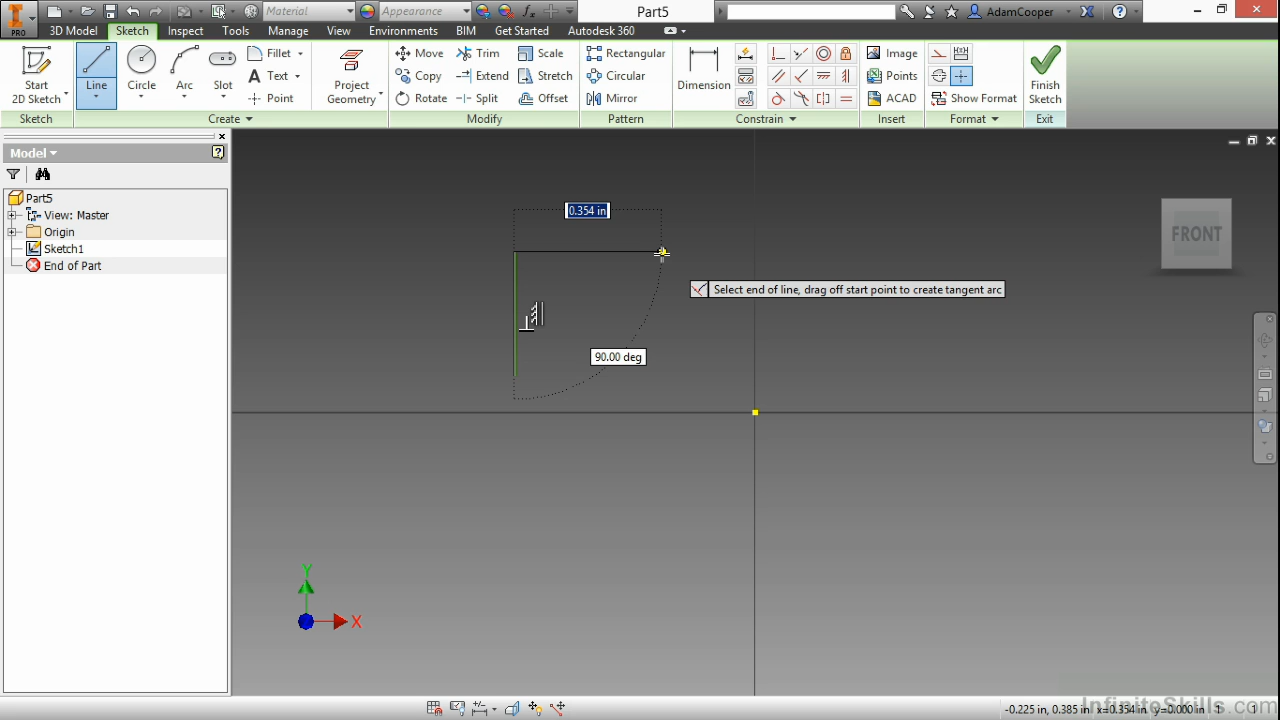 Material
Appearance
Part5
AdamCooper
PRO
3D Model Sketch Inspect Tools Manage View Environments BIM Get Started Autodesk 360
Start
2D Sketch
Line
Circle
Arc
Slot
Fillet
Text
Point
Project
Geometry
Move
Copy
Rotate
Trim
Extend
Split
Scale
Stretch
Offset
Rectangular
Circular
Mirror
Dimension
Image
Points
ACAD
Show Format
Finish
Sketch
Sketch Create Modify Pattern Constrain Insert Format Exit
Model
Part5
View: Master
Origin
Sketch1
End of Part
0.354 in
FRONT
Select end of line, drag off start point to create tangent arc
90.00 deg
Y
X
-0.225 in, 0.385 in x=0.354 in y=0.000 in 1 1
InfiniteSkills.com